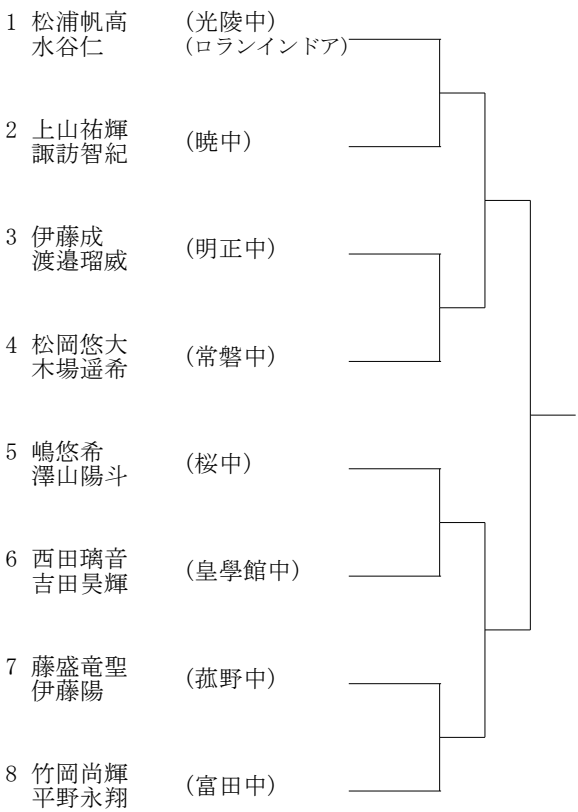 1 松浦帆高 (光陵中)
水谷仁 (ロランインドア)
2 上山祐輝 (暁中)
諏訪智紀
3 伊藤成 (明正中)
渡邉瑠威
4 松岡悠大 (常磐中)
木場遥希
5 嶋悠希 (桜中)
澤山陽斗
6 西田璃音 (皇學館中)
吉田昊輝
7 藤盛竜聖 (菰野中)
伊藤陽
8 竹岡尚輝 (富田中)
平野永翔